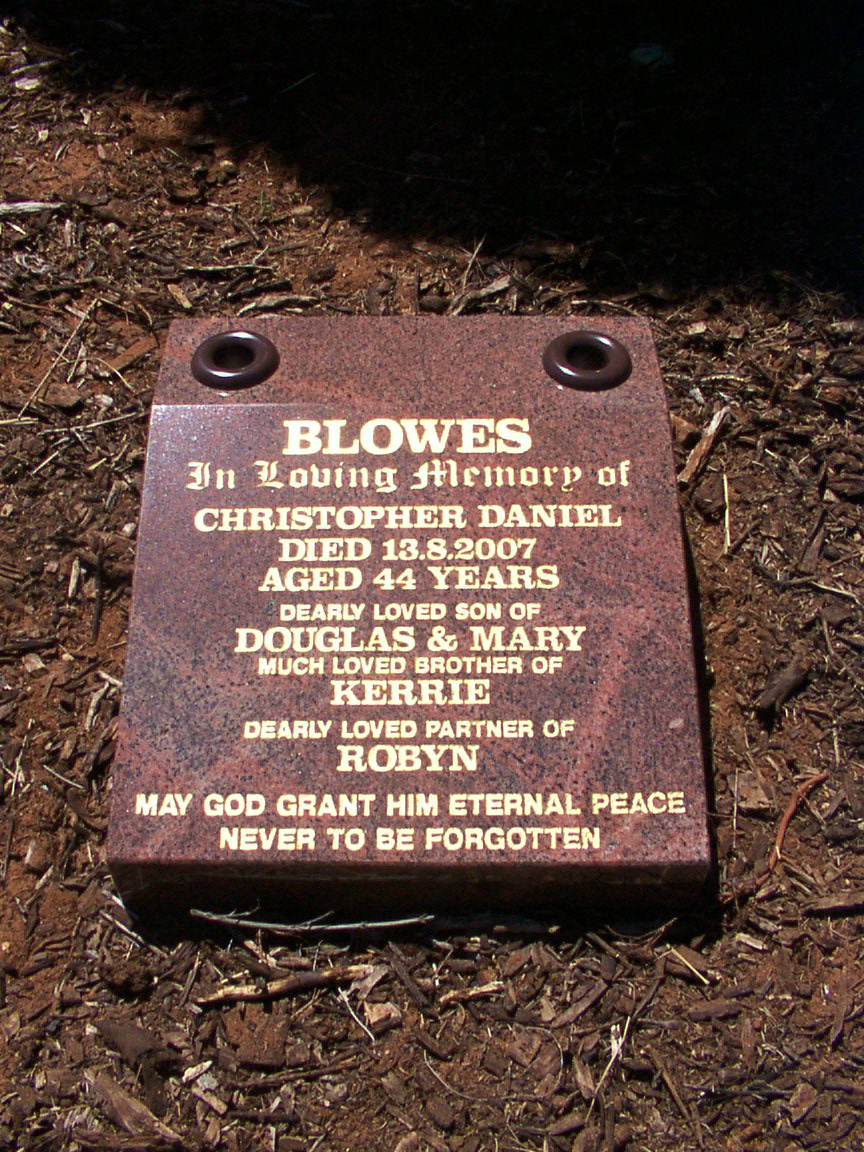 BLOWES
In Loving Memory of
CHRISTOPHER DANIEL
DIED 13.8.2007
AGED 44 YEARS
DEARLY LOVED SON OF
DOUGLAS & MARY
MUCH LOVED BROTHER OF
KERRIE
DEARLY LOVED PARTNER OF
ROBYN
MAY GOD GRANT HIM ETERNAL PEACE
NEVER TO BE FORGOTTEN